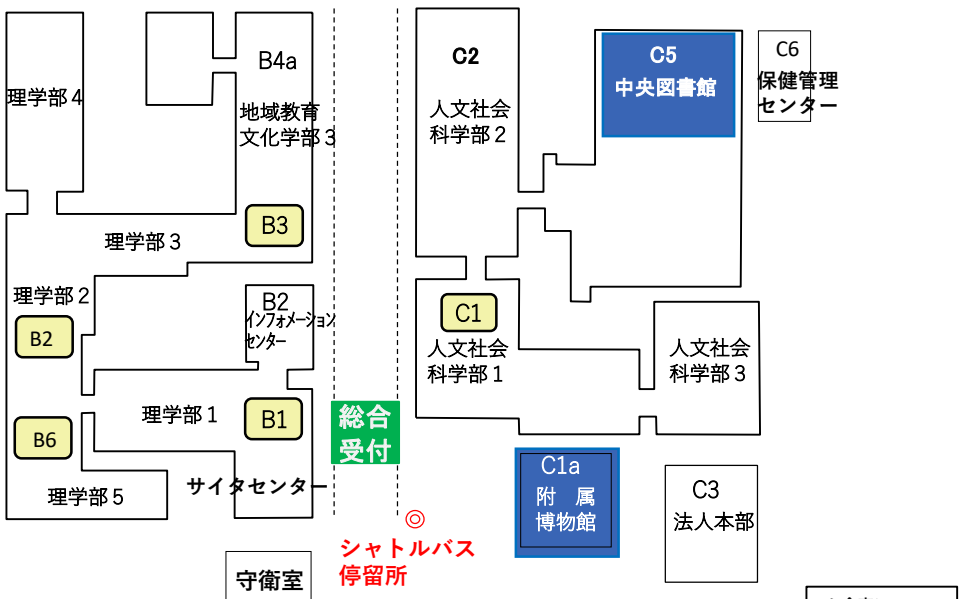 理学部4
B4a
地域教育
文化学部3
C2
人文社会
科学部2
C5
中央図書館
C6
保健管理
センター
B3
理学部3
理学部2
B2
B2
インフォメーション
センター
C1
人文社会
科学部1
人文社会
科学部3
理学部1
B1
総合
受付
B6
サイタセンター
理学部5
C1a
附 属
博物館
C3
法人本部
◎
シャトルバス
停留所
守衛室